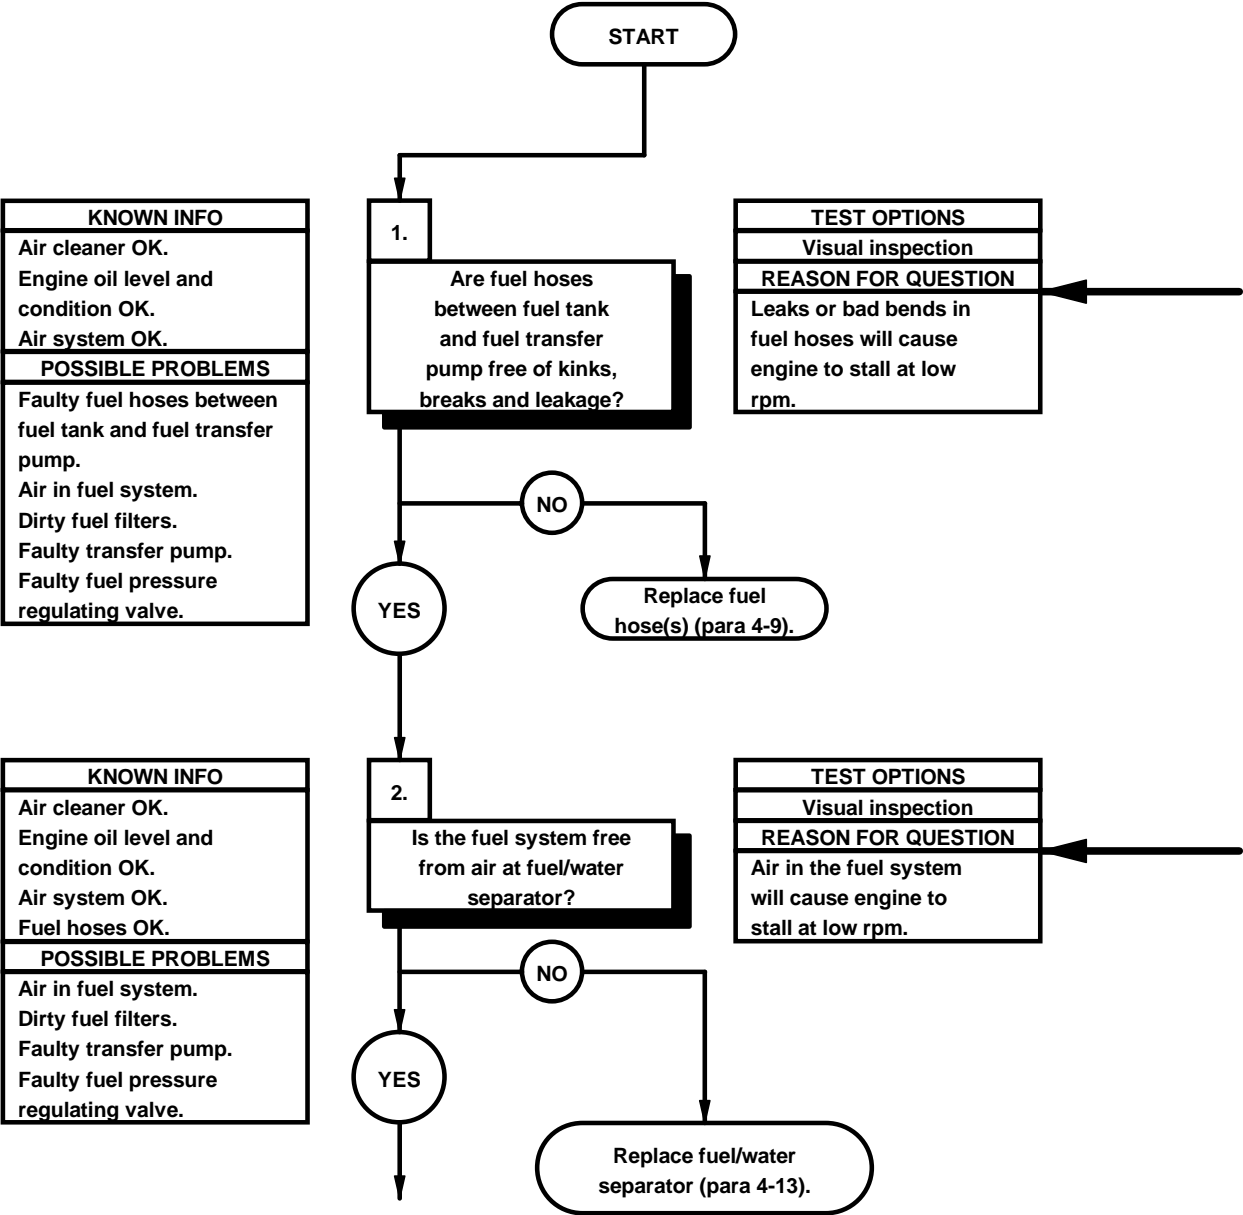 START
KNOWN INFO
Air cleaner OK.
Engine oil level and
condition OK.
Air system OK.
POSSIBLE PROBLEMS
Faulty fuel hoses between
fuel tank and fuel transfer
pump.
Air in fuel system.
Dirty fuel filters.
Faulty transfer pump.
Faulty fuel pressure
regulating valve.
1.
Are fuel hoses
between fuel tank
and fuel transfer
pump free of kinks,
breaks and leakage?
TEST OPTIONS
Visual inspection
REASON FOR QUESTION
Leaks or bad bends in
fuel hoses will cause
engine to stall at low
rpm.
NO
YES
Replace fuel
hose(s) (para 4-9).
KNOWN INFO
Air cleaner OK.
Engine oil level and
condition OK.
Air system OK.
Fuel hoses OK.
POSSIBLE PROBLEMS
Air in fuel system.
Dirty fuel filters.
Faulty transfer pump.
Faulty fuel pressure
regulating valve.
2.
Is the fuel system free
from air at fuel/water
separator?
TEST OPTIONS
Visual inspection
REASON FOR QUESTION
Air in the fuel system
will cause engine to
stall at low rpm.
NO
YES
Replace fuel/water
separator (para 4-13).